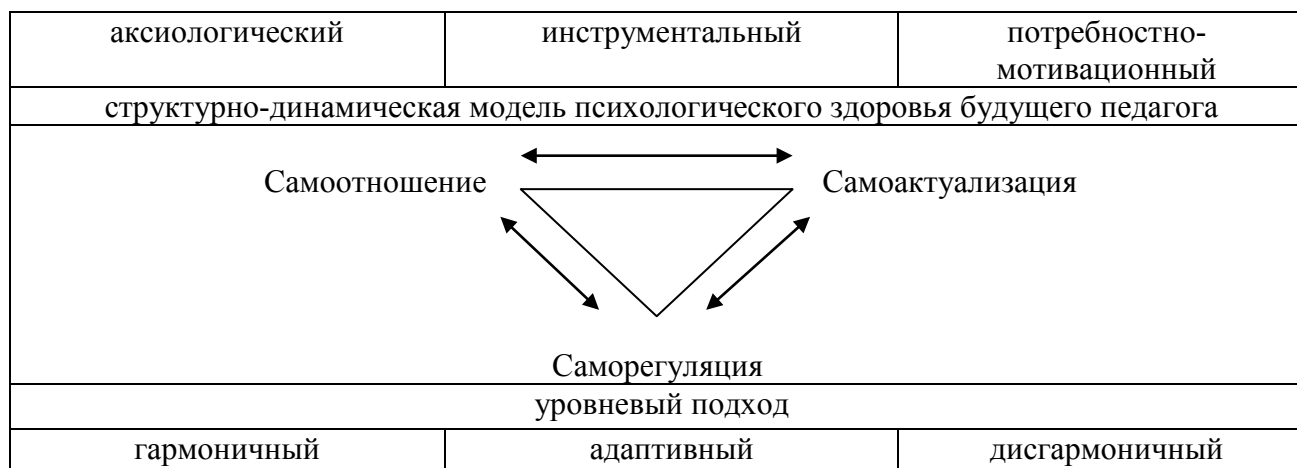 аксиологический инструментальный потребностно-
мотивационный
структурно-динамическая модель психологического здоровья будущего педагога
Самоотношение Самоактуализация
Саморегуляция
уровневый подход
гармоничный адаптивный дисгармоничный